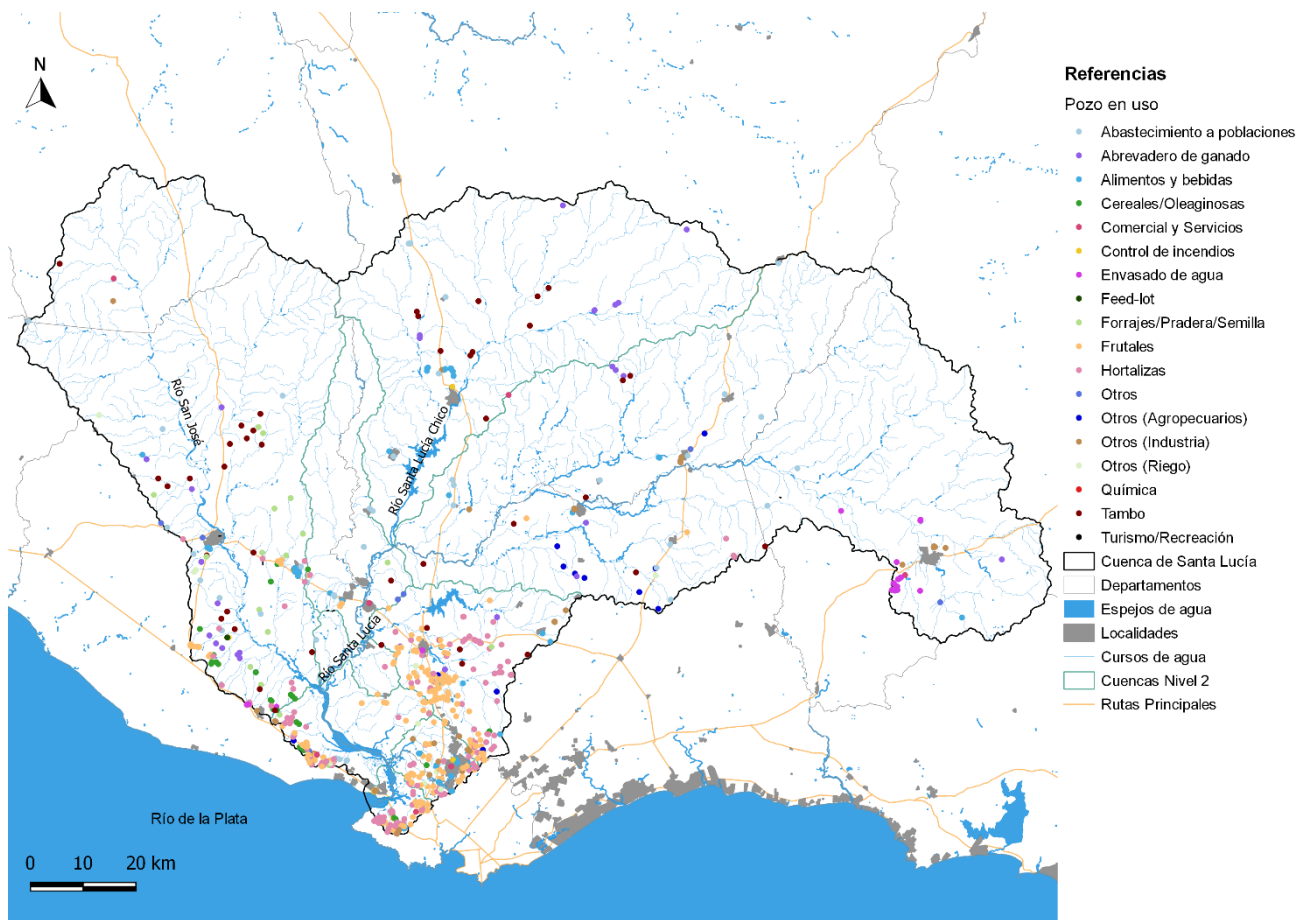 N
Río San José
Río Santa Lucía Chico
Río Santa Lucía
Río de la Plata
0 10 20 km
Referencias
Pozo en uso
Abastecimiento a poblaciones
Abrevadero de ganado
Alimentos y bebidas
Cereales/Oleaginosas
Comercial y Servicios
Control de incendios
Envasado de agua
Feed-lot
Forrajes/Pradera/Semilla
Frutales
Hortalizas
Otros
Otros (Agropecuarios)
Otros (Industria)
Otros (Riego)
Química
Tambo
Turismo/Recreación
Cuenca de Santa Lucía
Departamentos
Espejos de agua
Localidades
Cursos de agua
Cuencas Nivel 2
Rutas Principales